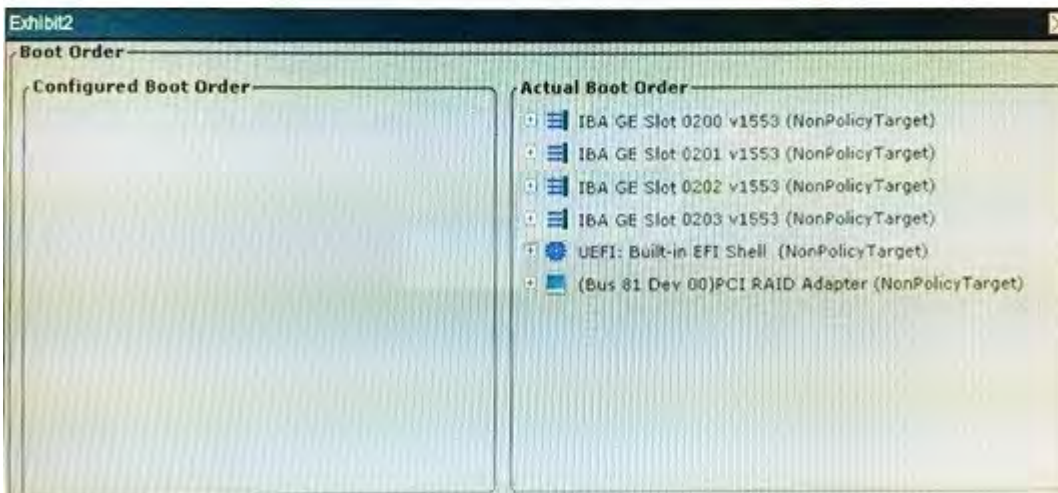 Exhibit2
Boot Order
Configured Boot Order
Actual Boot Order
IBA GE Slot 0200 v1553 (NonPolicyTarget)
IBA GE Slot 0201 v1553 (NonPolicyTarget)
IBA GE Slot 0202 v1553 (NonPolicyTarget)
IBA GE Slot 0203 v1553 (NonPolicyTarget)
UEFI: Built-in EFI Shell (NonPolicyTarget)
(Bus 81 Dev 00)PCI RAID Adapter (NonPolicyTarget)